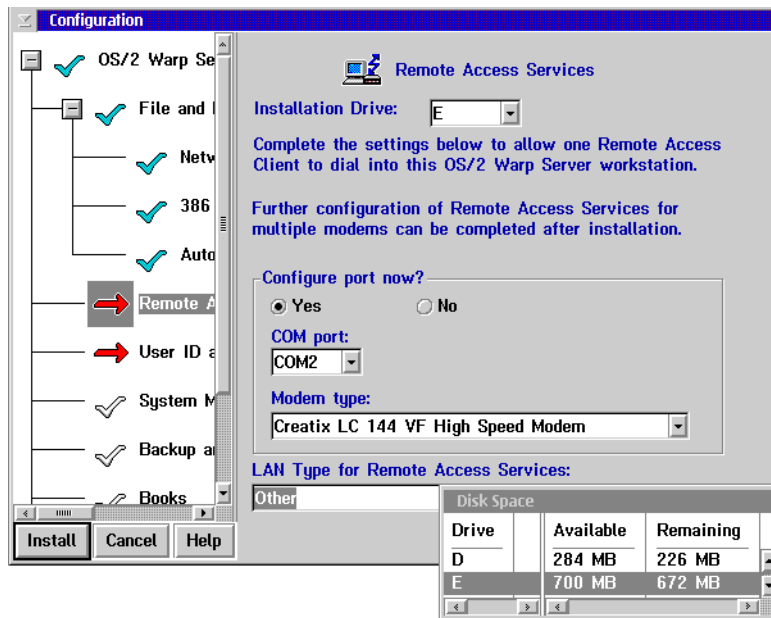 Configuration
OS/2 Warp Se
File and
Netw
386
Auto
Remote A
User ID a
System M
Backup a
Books
Install
Cancel
Help
Remote Access Services
Installation Drive:
E
Complete the settings below to allow one Remote Access
Client to dial into this OS/2 Warp Server workstation.
Further configuration of Remote Access Services for
multiple modems can be completed after installation.
Configure port now?
Yes
No
COM port:
COM2
Modem type:
Creatix LC 144 VF High Speed Modem
LAN Type for Remote Access Services:
Other
Disk Space
Drive Available Remaining
D 284 MB 226 MB
E 700 MB 672 MB